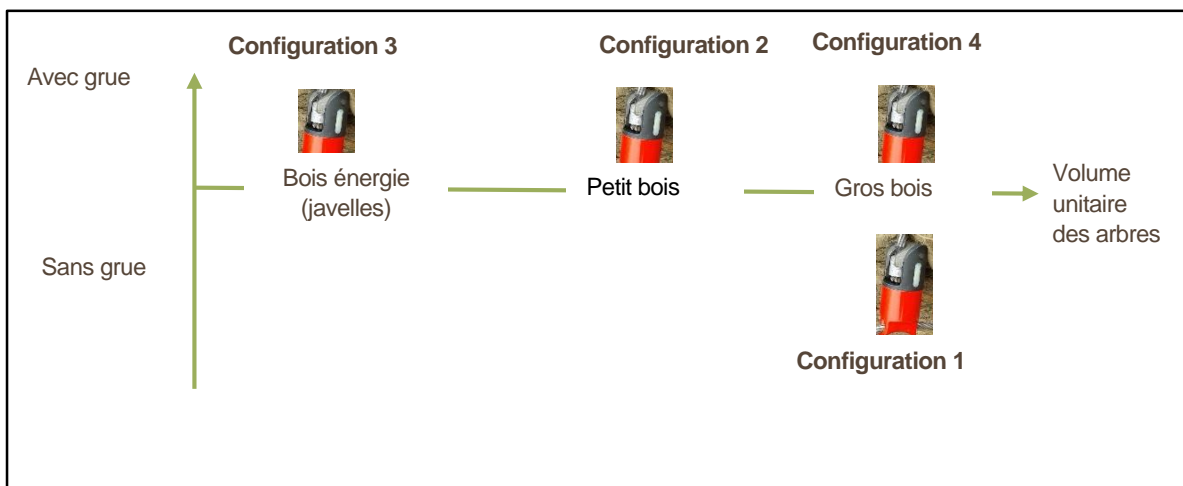 Configuration 3
Configuration 2
Configuration 4
Avec grue
Bois énergie
(javelles)
Petit bois
Gros bois
Volume
unitaire
des arbres
Sans grue
Configuration 1